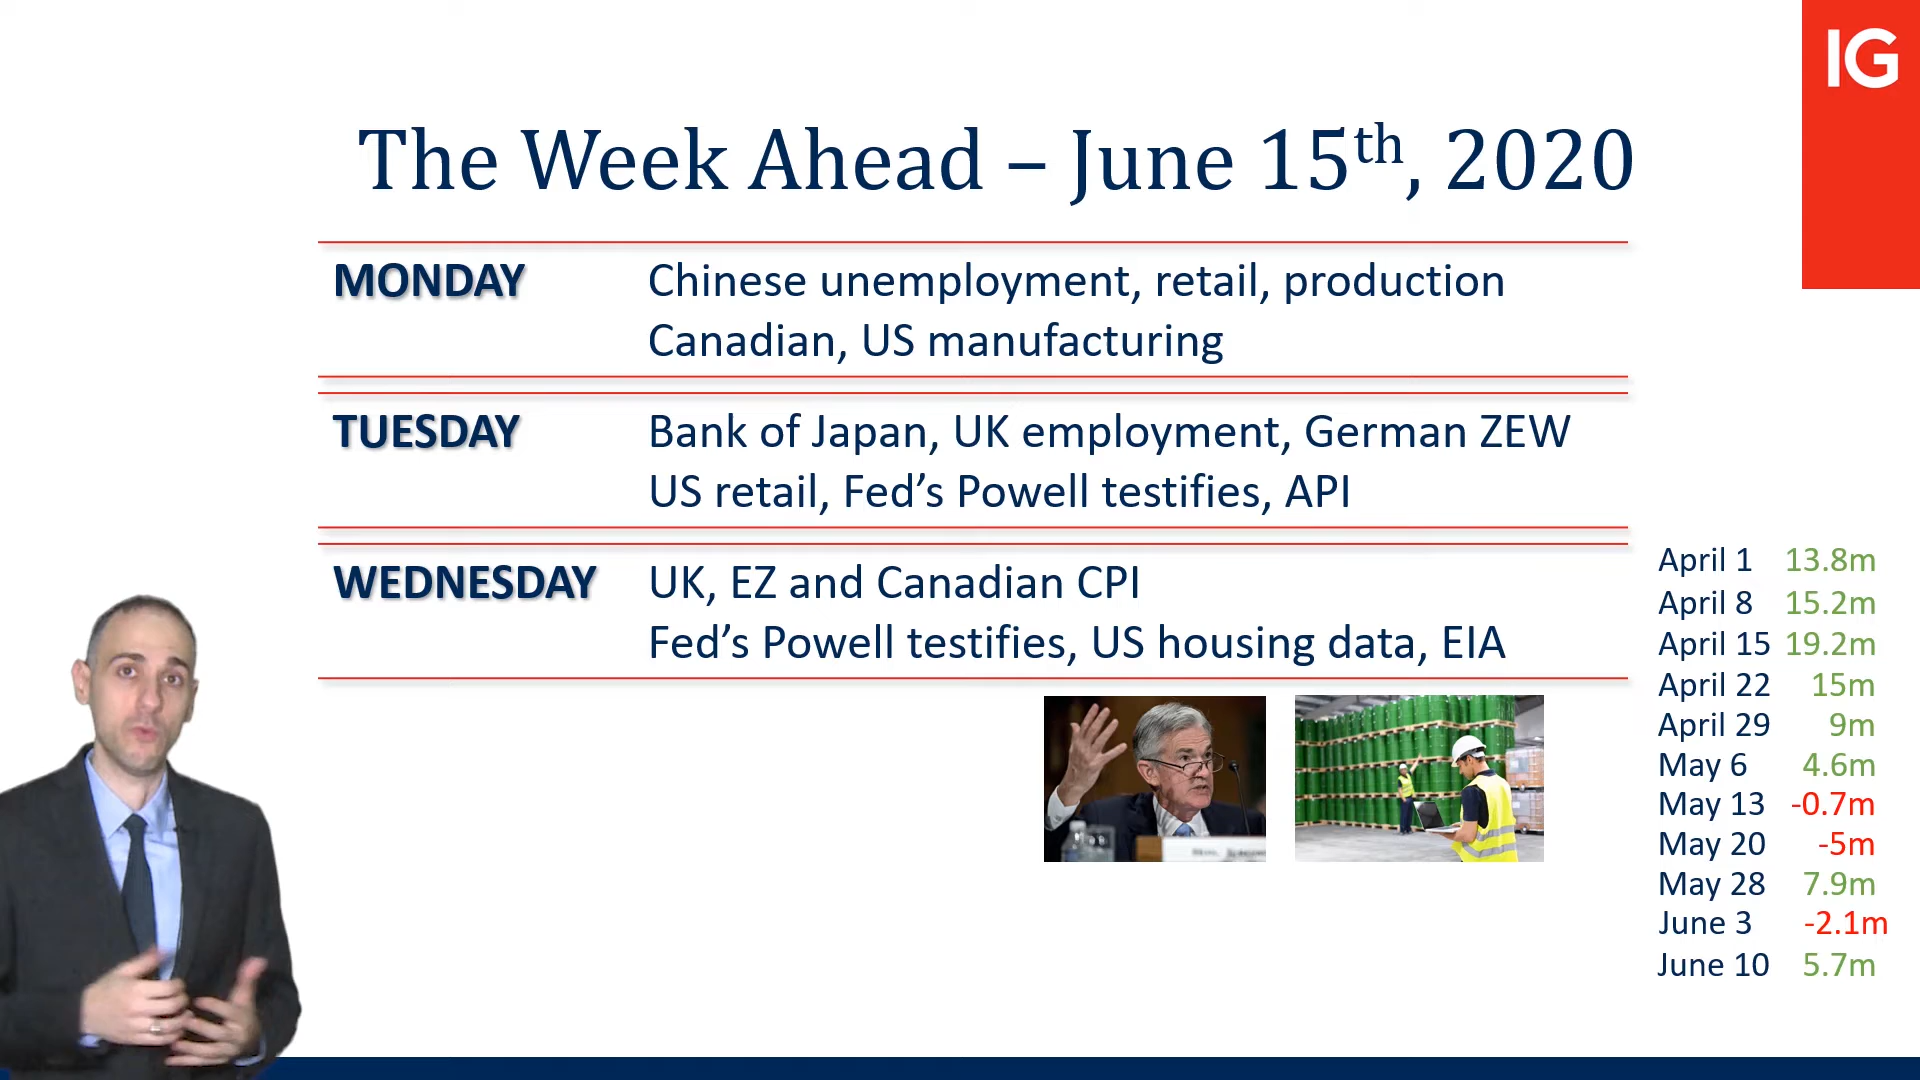 IG
The Week Ahead – June 15th, 2020
MONDAY Chinese unemployment, retail, production
Canadian, US manufacturing
TUESDAY Bank of Japan, UK employment, German ZEW
US retail, Fed’s Powell testifies, API
WEDNESDAY UK, EZ and Canadian CPI
Fed’s Powell testifies, US housing data, EIA
April 1 13.8m
April 8 15.2m
April 15 19.2m
April 22 15m
April 29 9m
May 6 4.6m
May 13 -0.7m
May 20 -5m
May 28 7.9m
June 3 -2.1m
June 10 5.7m